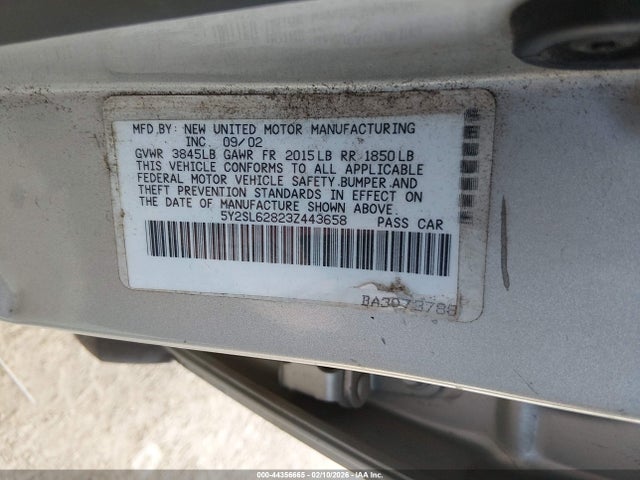 MFD BY: NEW UNITED MOTOR MANUFACTURING
INC. 09/02
GVWR 3845LB GAWR FR 2015LB RR 1850LB
THIS VEHICLE CONFORMS TO ALL APPLICABLE
FEDERAL MOTOR VEHICLE SAFETY, BUMPER AND
THEFT PREVENTION STANDARDS IN EFFECT ON
THE DATE OF MANUFACTURE SHOWN ABOVE.
5Y2SL62823Z443658 PASS CAR
BA3973788
000-44356665 - 02/10/2026 - Copyright © IAA, Inc